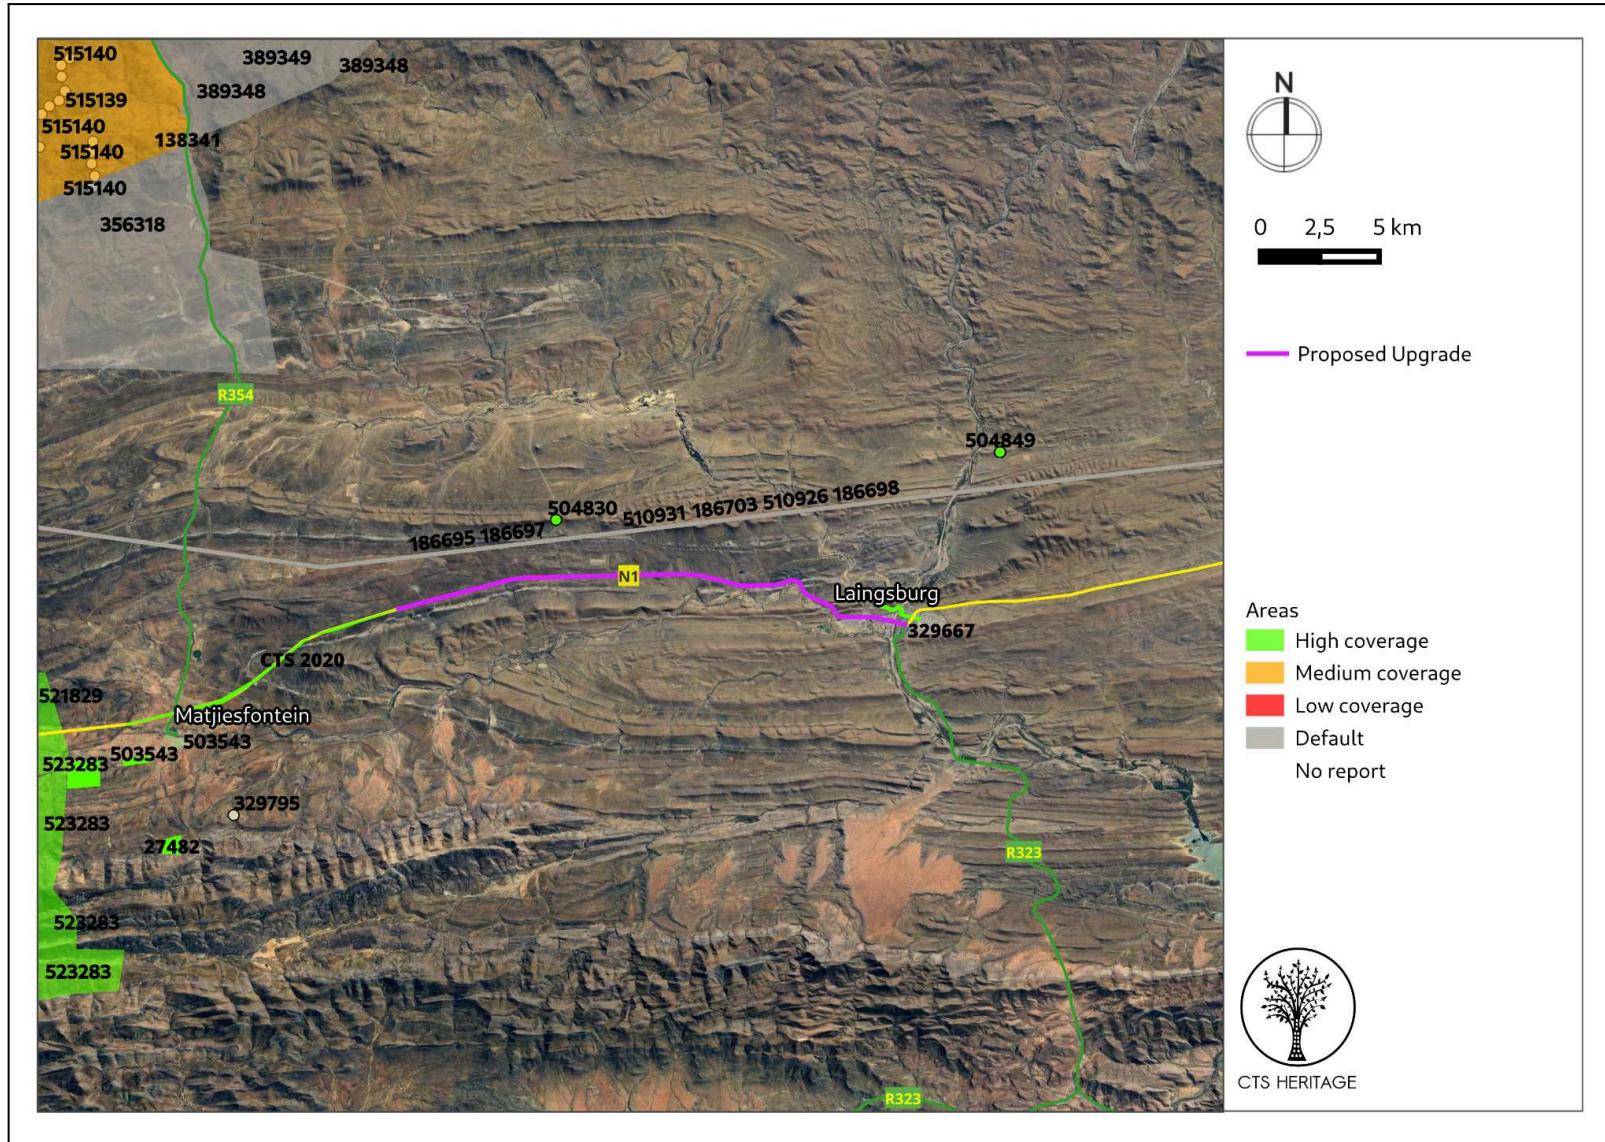 515140
389349
389348
389348
515139
515140
138341
515140
515140
356318
R354
504849
504830
510931 186703 510926 186698
186695 186697
N1
Laingsburg
329667
CTS 2020
521829
Matjiesfontein
503543
503543
523283
329795
523283
27482
R323
523283
523283
R323
N
0 2,5 5 km
Proposed Upgrade
Areas
High coverage
Medium coverage
Low coverage
Default
No report
CTS HERITAGE